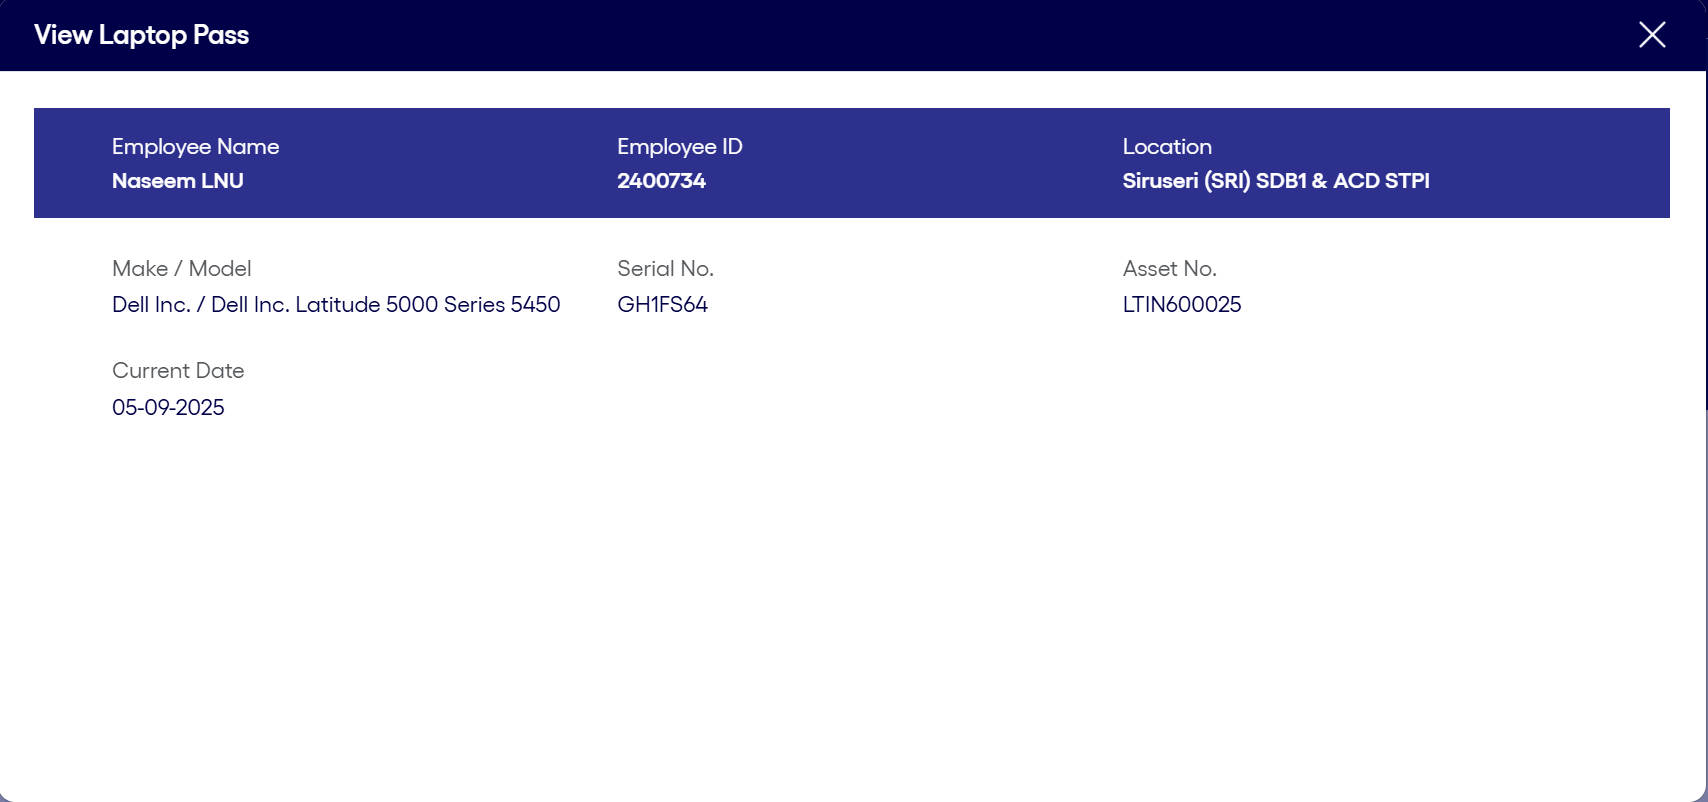 View Laptop Pass
Employee Name
Naseem LNU
Employee ID
2400734
Location
Siruseri (SRI) SDB1 & ACD STPI
Make / Model
Dell Inc. / Dell Inc. Latitude 5000 Series 5450
Serial No.
GH1FS64
Asset No.
LTIN600025
Current Date
05-09-2025